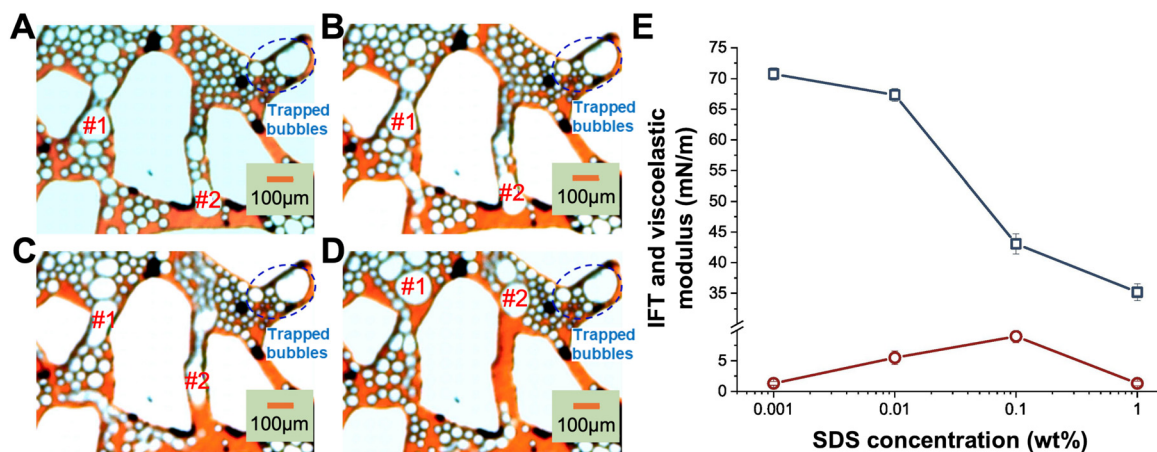 A
#1
#2
Trapped
bubbles
100μm
B
#1
#2
Trapped
bubbles
100μm
C
#1
#2
Trapped
bubbles
100μm
D
#1
#2
Trapped
bubbles
100μm
E
IFT and viscoelastic
modulus (mN/m)
75
70
65
60
55
50
45
40
35
5
0
0.001 0.01 0.1 1
SDS concentration (wt%)